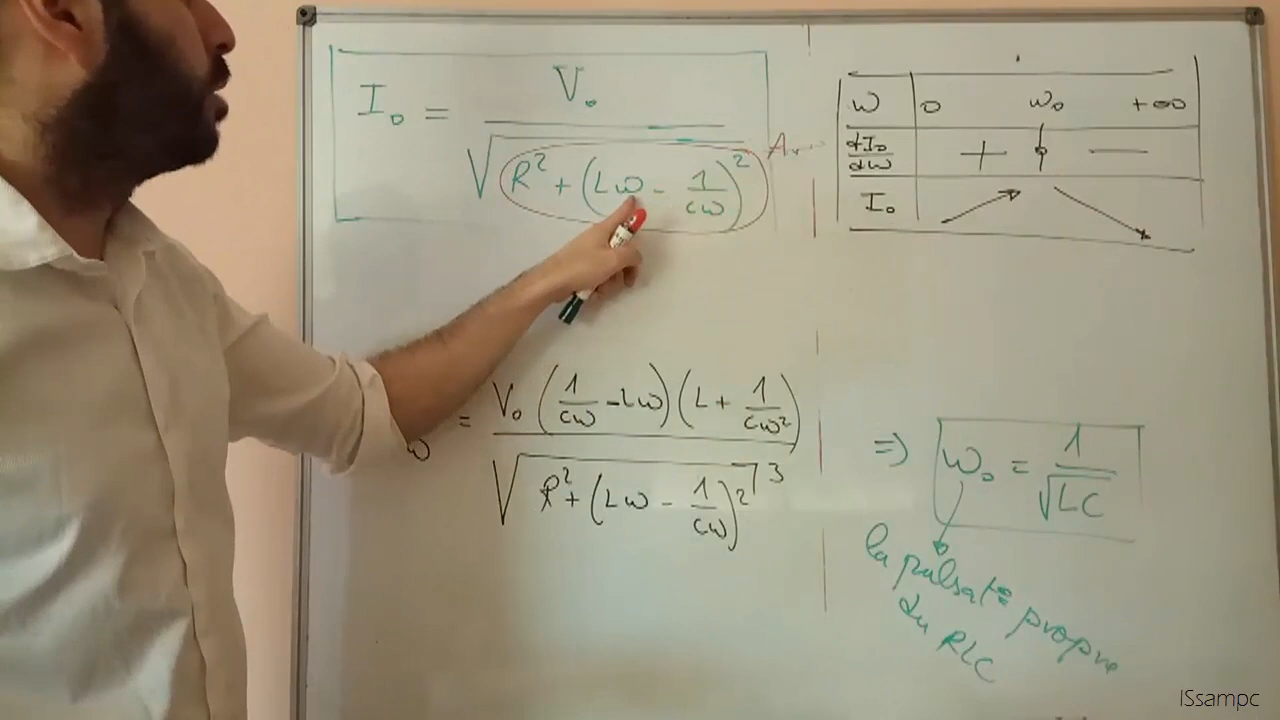 I₀ = V₀ / √(R² + (Lω - 1/cω)²)
ω 0 ω₀ +∞
dI₀/dω + 0 —
I₀
ω = V₀ (1/cω - Lω)(L + 1/cω²) / √(R² + (Lω - 1/cω)²)³
=> ω₀ = 1/√LC
la pulsat° propre
du RLC
ISsampc